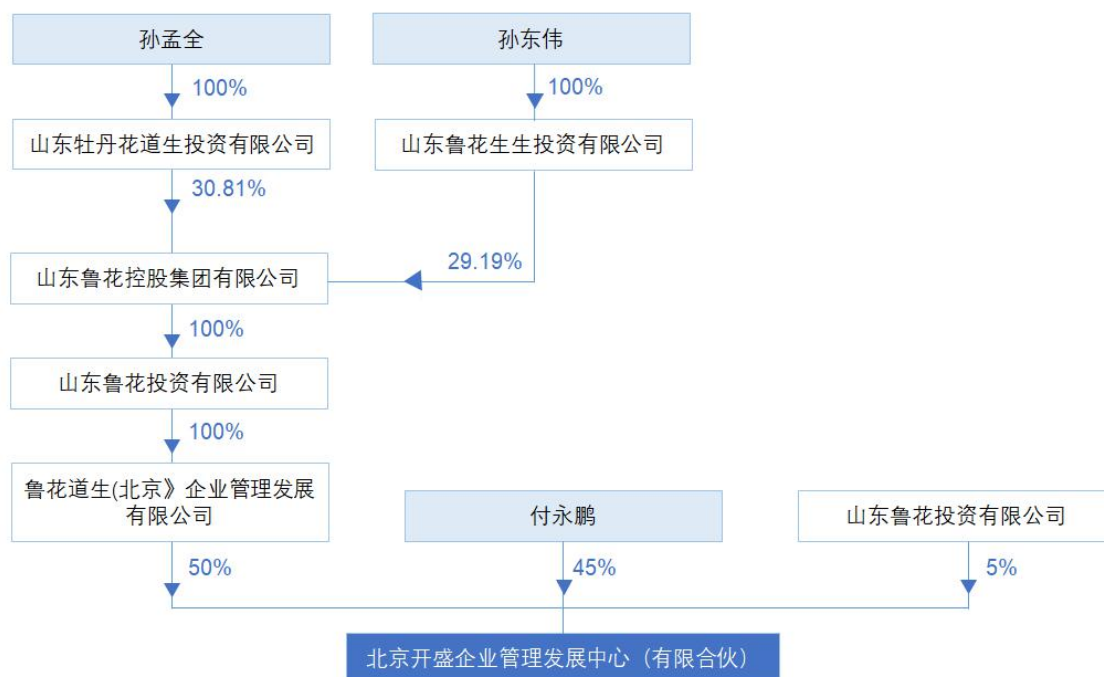 孙孟全
孙东伟
100%
100%
山东牡丹花道生投资有限公司
山东鲁花生生投资有限公司
30.81%
29.19%
山东鲁花控股集团有限公司
100%
山东鲁花投资有限公司
100%
鲁花道生(北京》企业管理发展
有限公司
付永鹏
山东鲁花投资有限公司
50%
45%
5%
北京开盛企业管理发展中心（有限合伙）